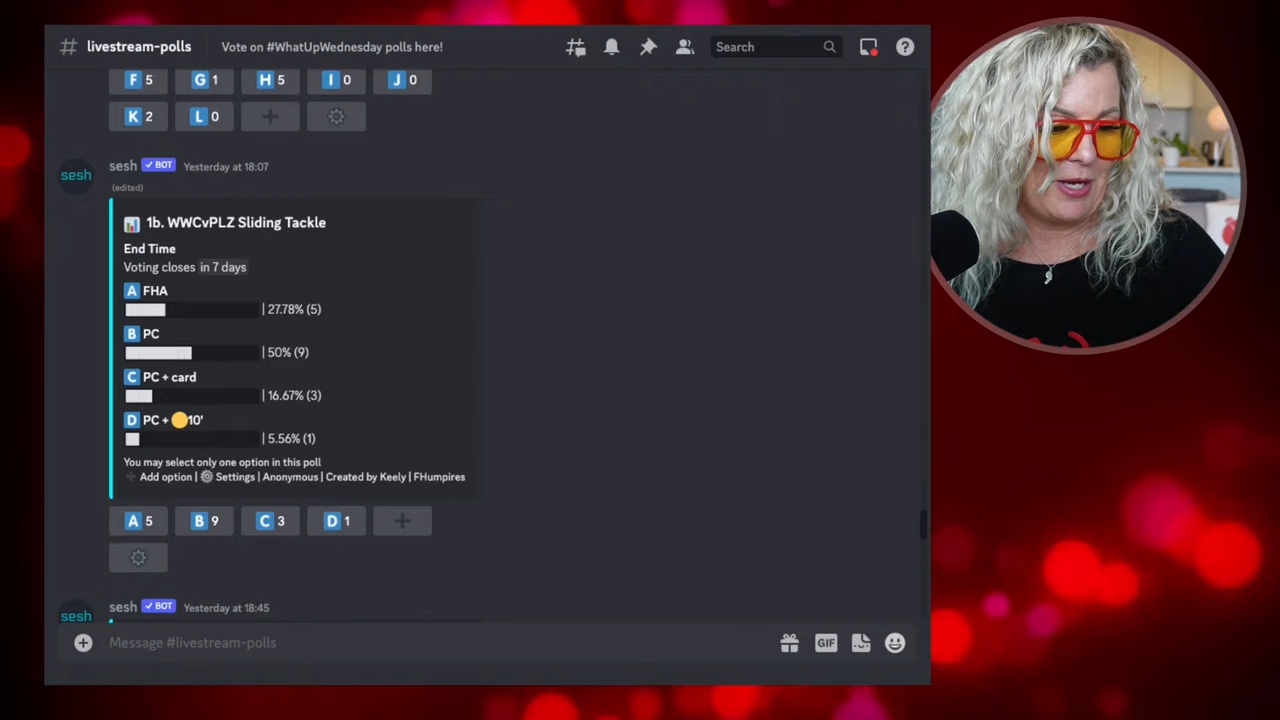 # livestream-polls | Vote on #WhatUpWednesday polls here! Search
F 5 G 1 H 5 I 0 J 0
K 2 L 0 +
sesh ✓ BOT Yesterday at 18:07
sesh
(edited)
1b. WWCvPLZ Sliding Tackle
End Time
Voting closes in 7 days
A FHA
| 27.78% (5)
B PC
| 50% (9)
C PC + card
| 16.67% (3)
D PC + 🟡10'
| 5.56% (1)
You may select only one option in this poll
➕ Add option | ⚙ Settings | Anonymous | Created by Keely | FHumpires
A 5 B 9 C 3 D 1 +
sesh ✓ BOT Yesterday at 18:45
sesh
Message #livestream-polls GIF